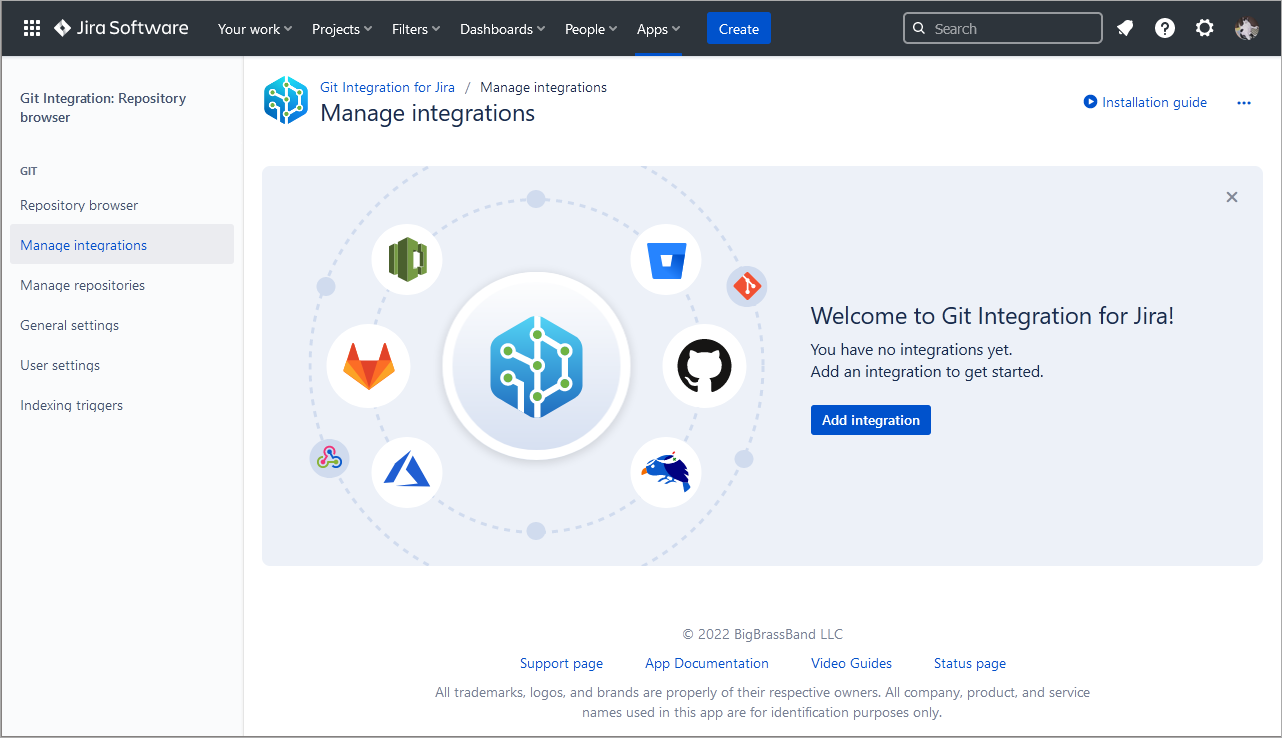 Jira Software
Your work
Projects
Filters
Dashboards
People
Apps
Create
Search
Git Integration: Repository
browser
GIT
Repository browser
Manage integrations
Manage repositories
General settings
User settings
Indexing triggers
Git Integration for Jira / Manage integrations
Manage integrations
Installation guide
Welcome to Git Integration for Jira!
You have no integrations yet.
Add an integration to get started.
Add integration
© 2022 BigBrassBand LLC
Support page
App Documentation
Video Guides
Status page
All trademarks, logos, and brands are properly of their respective owners. All company, product, and service
names used in this app are for identification purposes only.